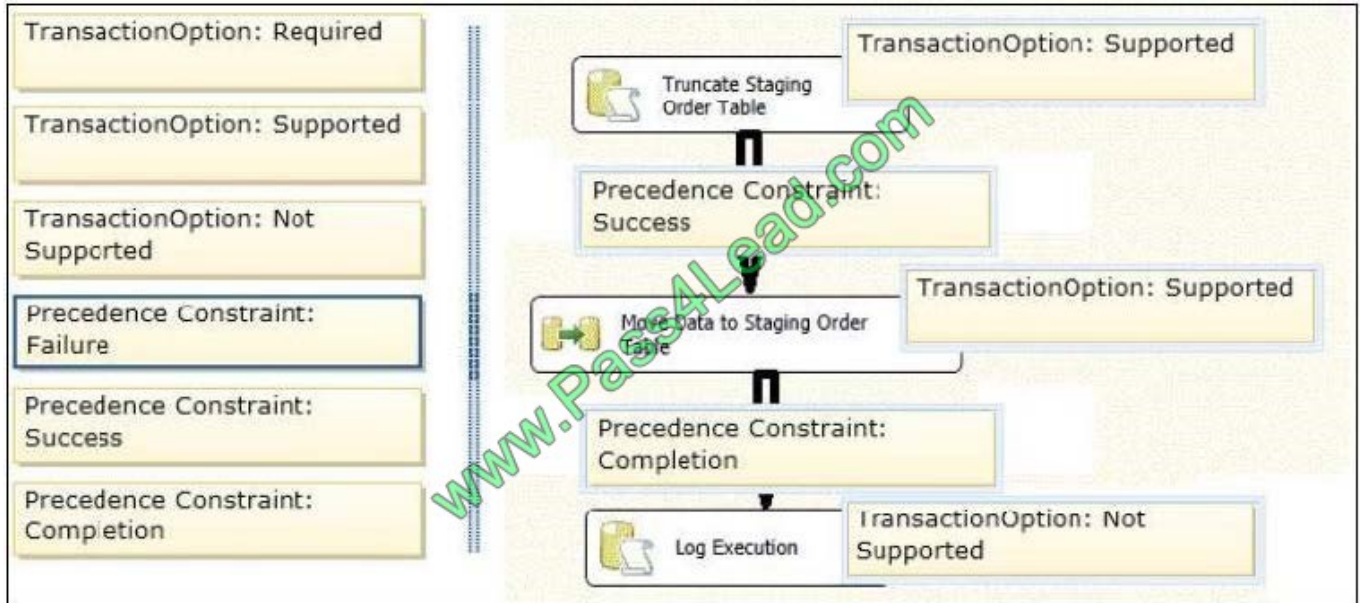 TransactionOption: Required
TransactionOption: Supported
TransactionOption: Not
Supported
Precedence Constraint:
Failure
Precedence Constraint:
Success
Precedence Constraint:
Completion
Truncate Staging
Order Table
TransactionOption: Supported
Precedence Constraint:
Success
Move Data to Staging Order
Table
TransactionOption: Supported
Precedence Constraint:
Completion
Log Execution
TransactionOption: Not
Supported
www.Pass4Lead.com